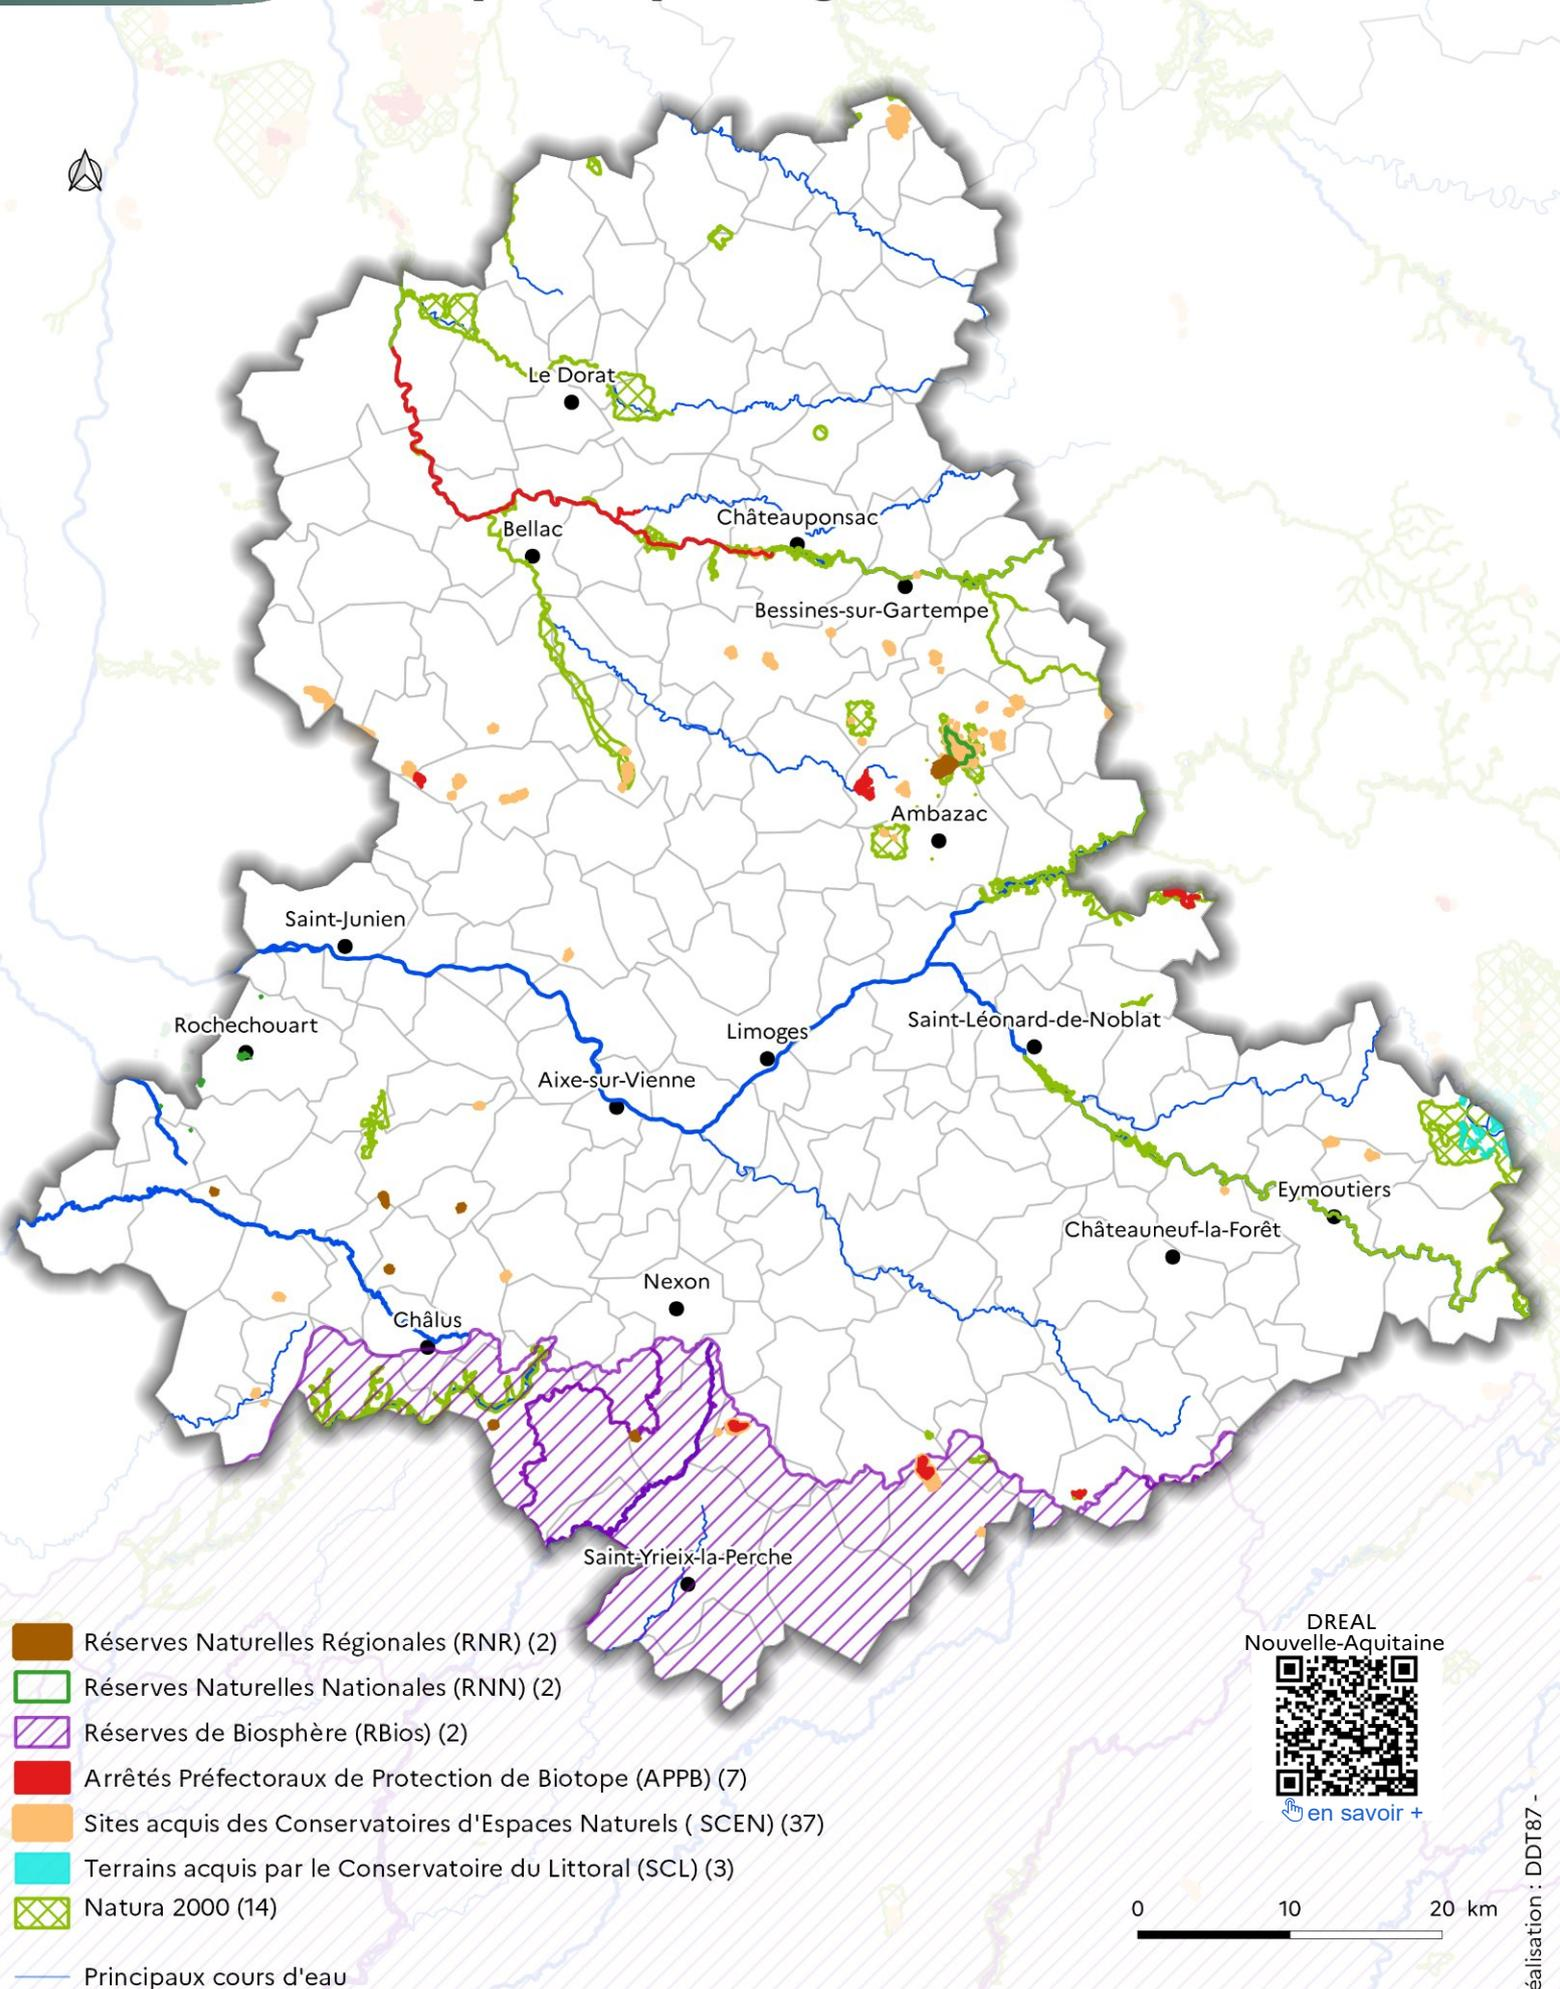 Le Dorat
Châteauponsac
Bellac
Bessines-sur-Gartempe
Ambazac
Saint-Junien
Rochechouart
Limoges
Saint-Léonard-de-Noblat
Aixe-sur-Vienne
Eymoutiers
Châteauneuf-la-Forêt
Nexon
Châlus
Saint-Yrieix-la-Perche
Réserves Naturelles Régionales (RNR) (2)
Réserves Naturelles Nationales (RNN) (2)
Réserves de Biosphère (RBios) (2)
Arrêtés Préfectoraux de Protection de Biotope (APPB) (7)
Sites acquis des Conservatoires d'Espaces Naturels ( SCEN) (37)
Terrains acquis par le Conservatoire du Littoral (SCL) (3)
Natura 2000 (14)
Principaux cours d'eau
DREAL
Nouvelle-Aquitaine
en savoir +
0 10 20 km
éalisation : DDT87 -